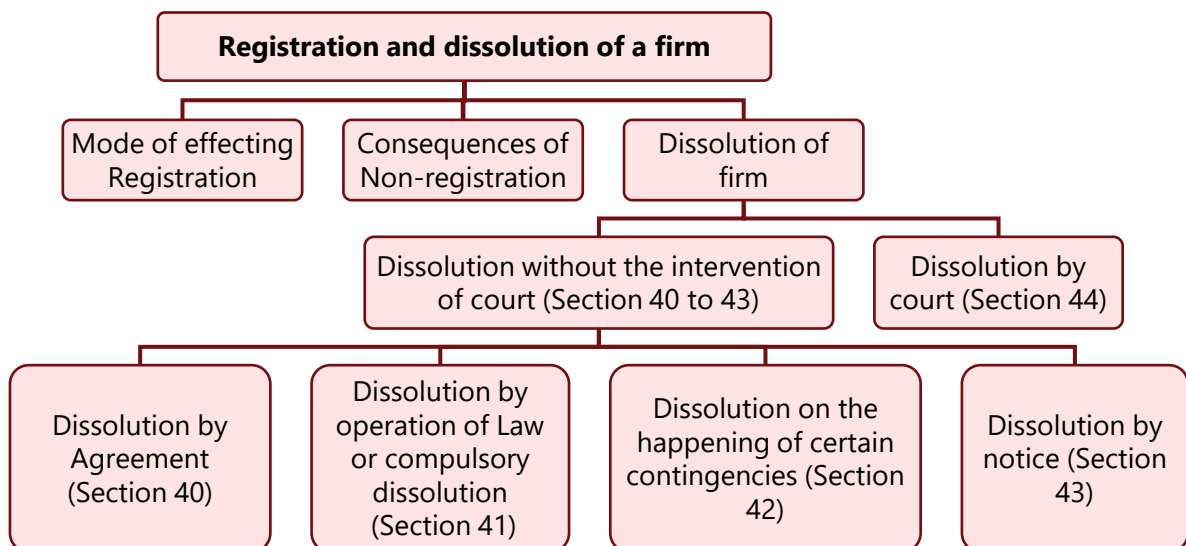 Registration and dissolution of a firm
Mode of effecting
Registration
Consequences of
Non-registration
Dissolution of
firm
Dissolution without the intervention
of court (Section 40 to 43)
Dissolution by
court (Section 44)
Dissolution by
Agreement
(Section 40)
Dissolution by
operation of Law
or compulsory
dissolution
(Section 41)
Dissolution on the
happening of certain
contingencies (Section
42)
Dissolution by
notice (Section
43)